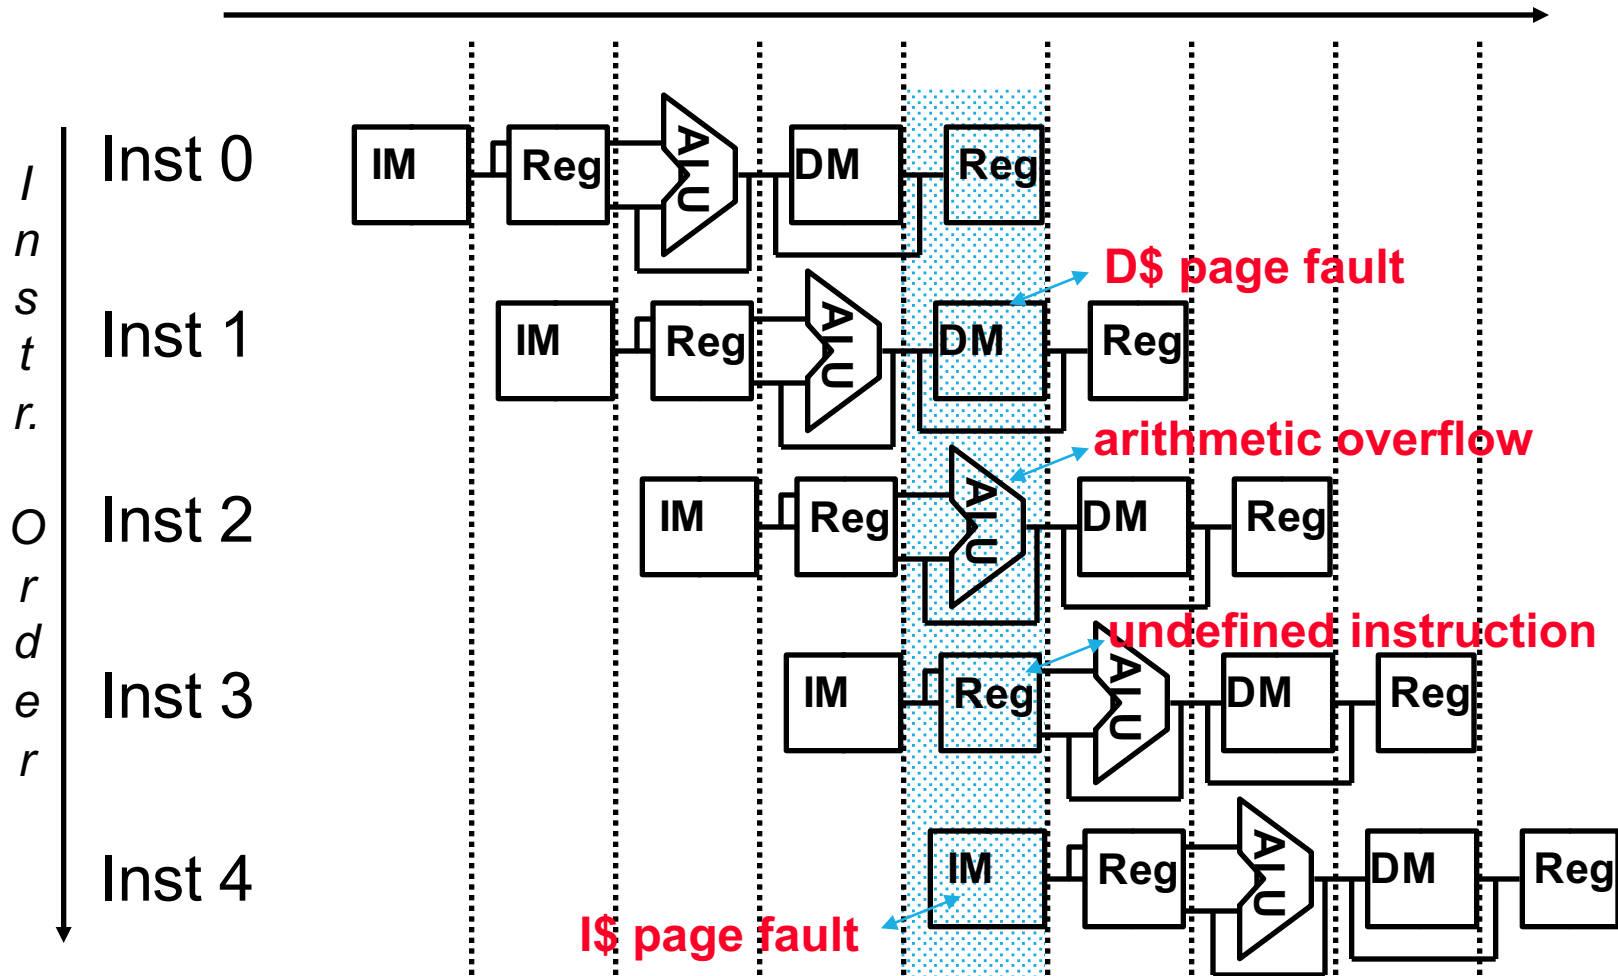 Instr. Order
Inst 0
IM
Reg
ALU
DM
Reg
D$ page fault
Inst 1
IM
Reg
ALU
DM
Reg
arithmetic overflow
Inst 2
IM
Reg
ALU
DM
Reg
undefined instruction
Inst 3
IM
Reg
ALU
DM
Reg
Inst 4
IM
Reg
ALU
DM
Reg
I$ page fault